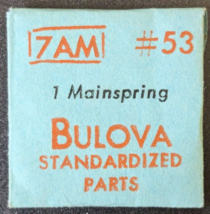 7AM #53
1 Mainspring
BULOVA
STANDARDIZED
PARTS